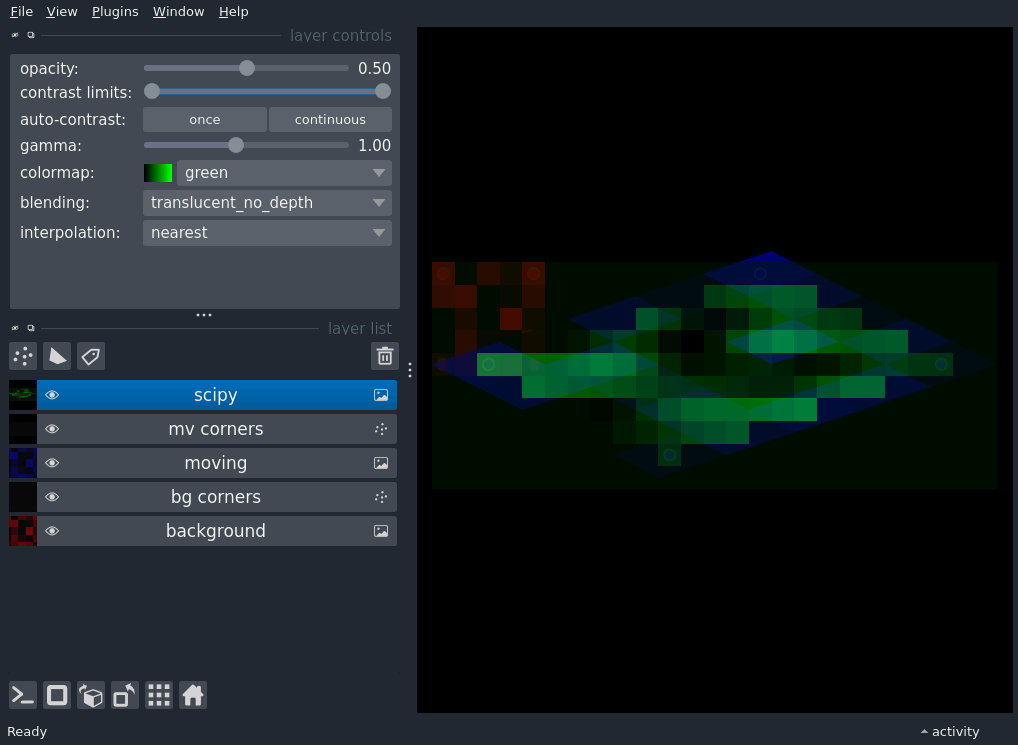 File View Plugins Window Help
layer controls
opacity: 0.50
contrast limits:
auto-contrast: once continuous
gamma: 1.00
colormap: green
blending: translucent_no_depth
interpolation: nearest
layer list
scipy
mv corners
moving
bg corners
background
Ready activity